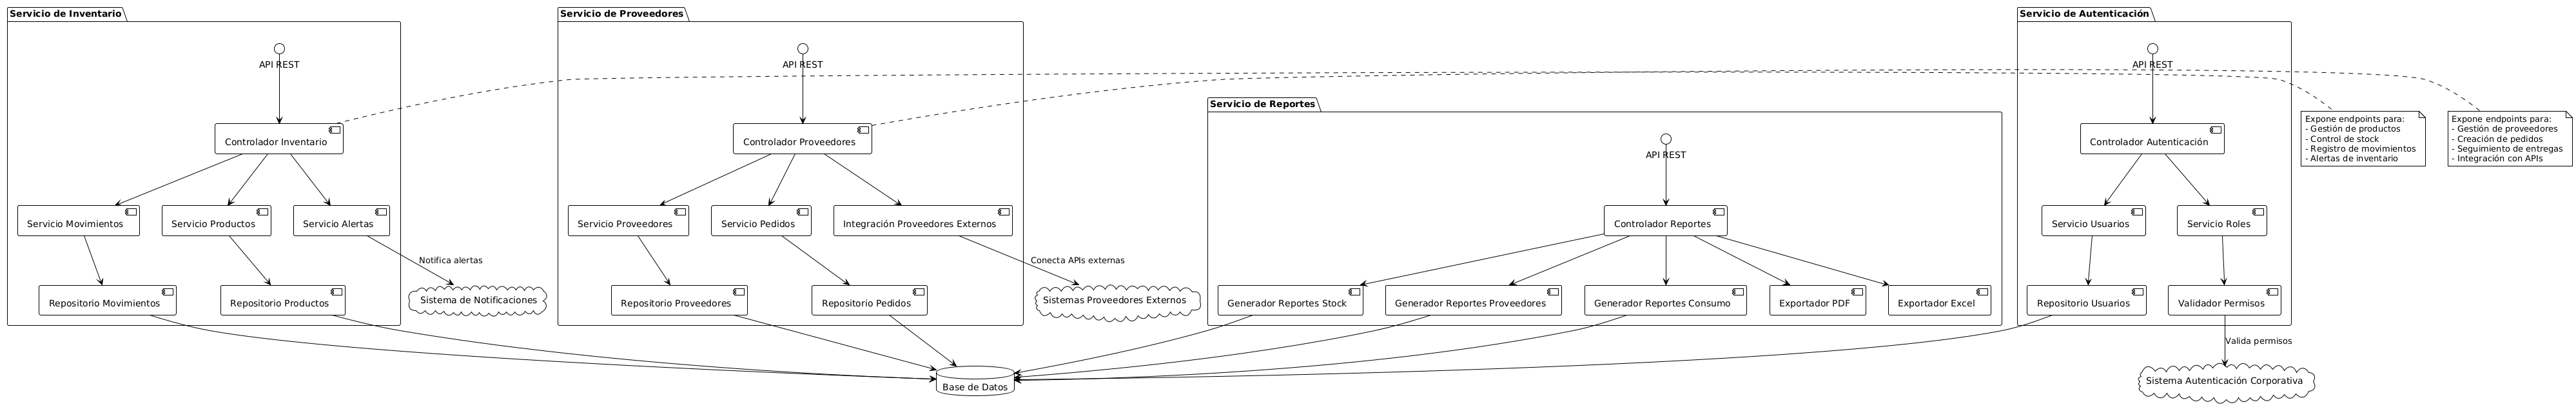 Servicio de Inventario
API REST
Controlador Inventario
Servicio Movimientos
Servicio Productos
Servicio Alertas
Repositorio Movimientos
Repositorio Productos
Notifica alertas
Sistema de Notificaciones
Servicio de Proveedores
API REST
Controlador Proveedores
Servicio Proveedores
Servicio Pedidos
Integración Proveedores Externos
Repositorio Proveedores
Repositorio Pedidos
Conecta APIs externas
Sistemas Proveedores Externos
Servicio de Reportes
API REST
Controlador Reportes
Generador Reportes Stock
Generador Reportes Proveedores
Generador Reportes Consumo
Exportador PDF
Exportador Excel
Servicio de Autenticación
API REST
Controlador Autenticación
Servicio Usuarios
Servicio Roles
Repositorio Usuarios
Validador Permisos
Valida permisos
Sistema Autenticación Corporativa
Base de Datos
Expone endpoints para:
- Gestión de productos
- Control de stock
- Registro de movimientos
- Alertas de inventario
Expone endpoints para:
- Gestión de proveedores
- Creación de pedidos
- Seguimiento de entregas
- Integración con APIs